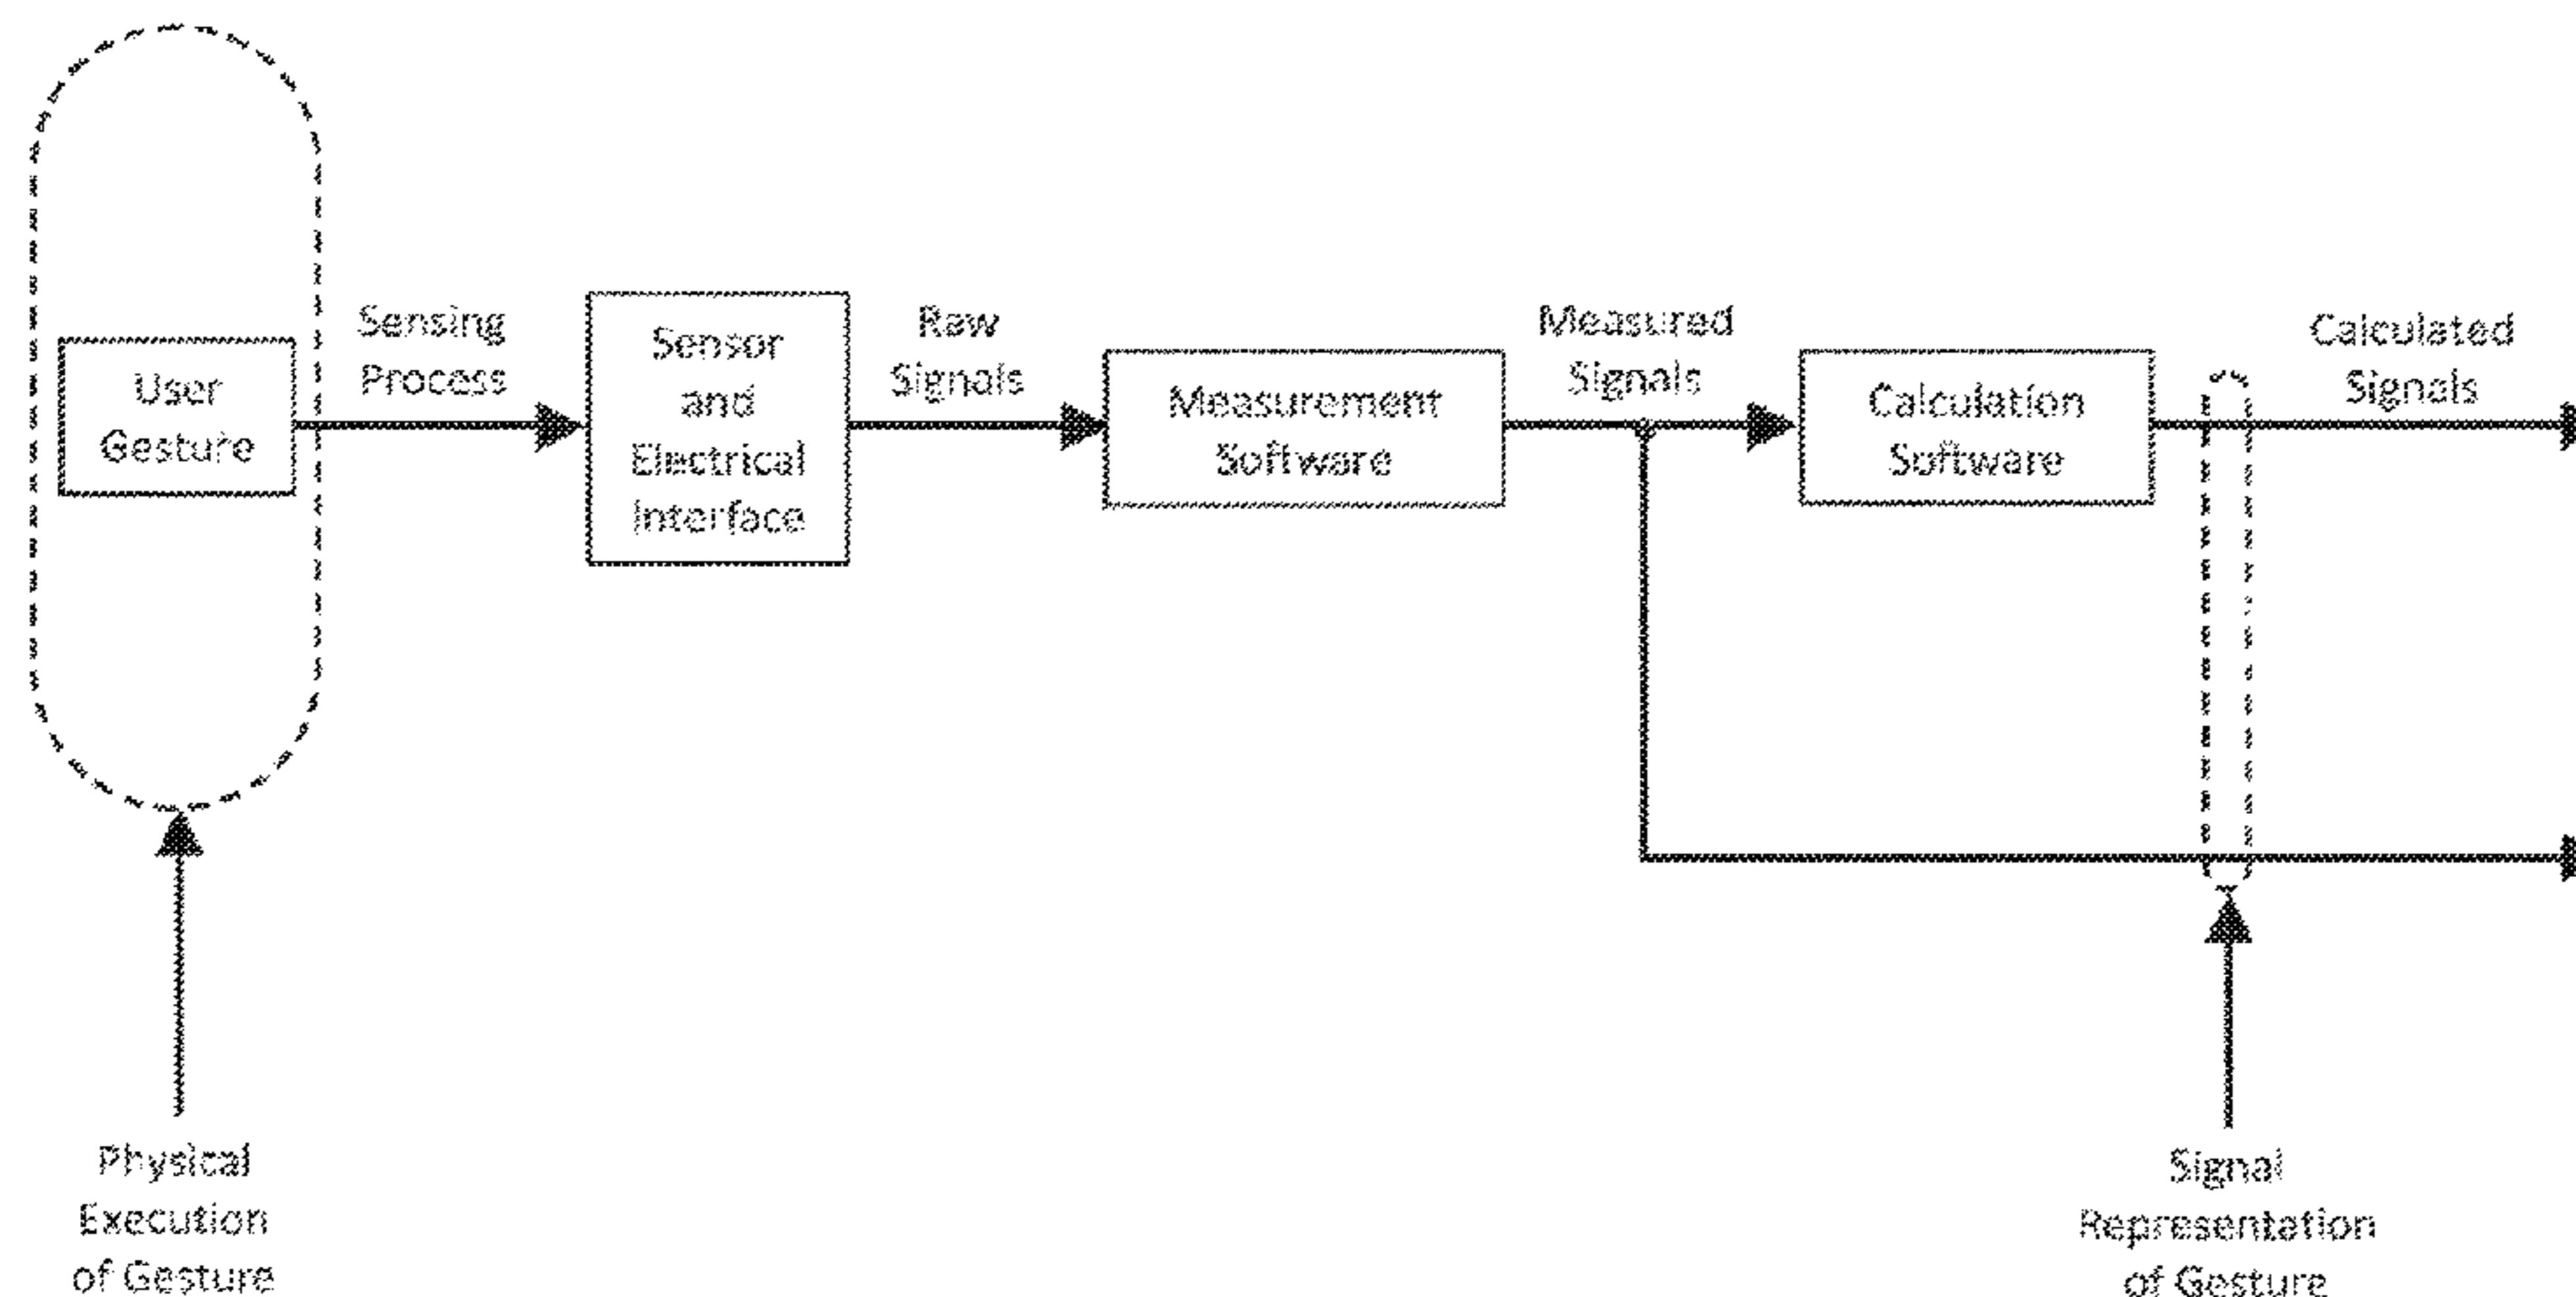 User
Gesture
Sensing
Process
Sensor
and
Electrical
Interface
Raw
Signals
Measurement
Software
Measured
Signals
Calculation
Software
Calculated
Signals
Physical
Execution
of Gesture
Signal
Representation
of Gesture